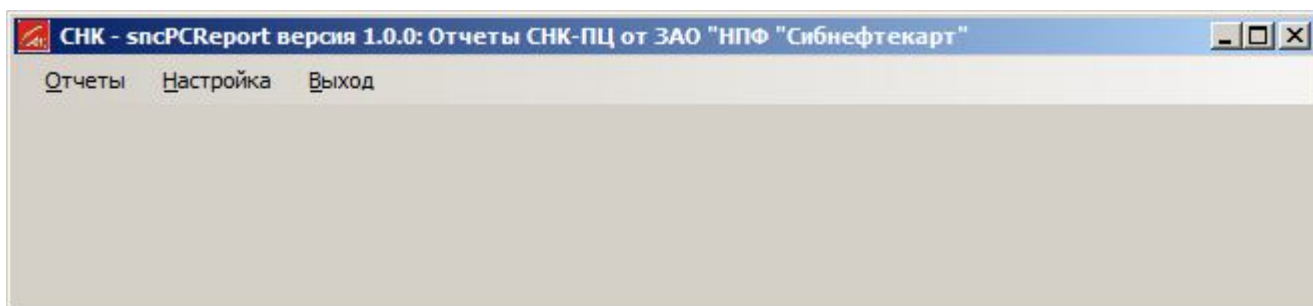 СНК - sncPCReport версия 1.0.0: Отчеты СНК-ПЦ от ЗАО "НПФ "Сибнефтекарт"
Отчеты Настройка Выход